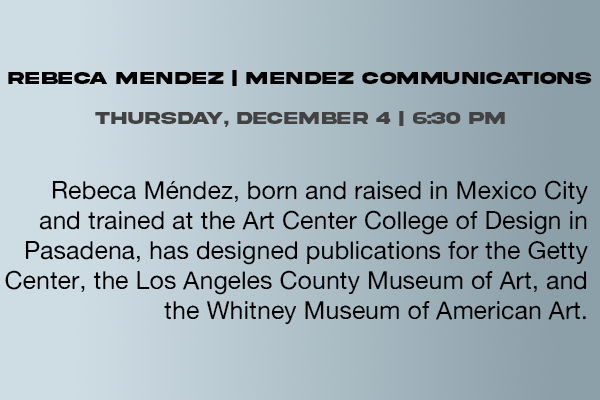 REBECA MENDEZ | MENDEZ COMMUNICATIONS
THURSDAY, DECEMBER 4 | 6:30 PM
Rebeca Méndez, born and raised in Mexico City
and trained at the Art Center College of Design in
Pasadena, has designed publications for the Getty
Center, the Los Angeles County Museum of Art, and
the Whitney Museum of American Art.